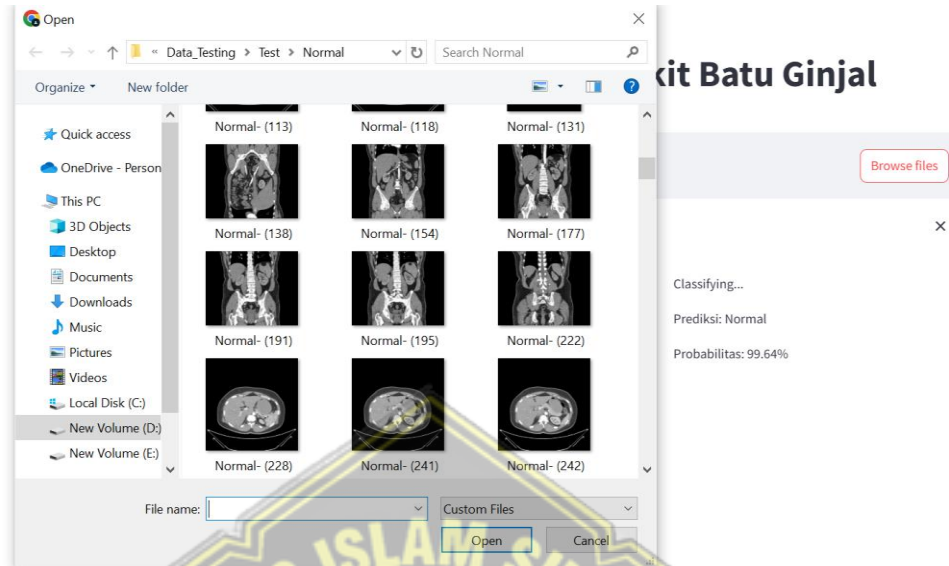 Open
« Data_Testing > Test > Normal
Search Normal
Organize
New folder
Quick access
OneDrive - Person
This PC
3D Objects
Desktop
Documents
Downloads
Music
Pictures
Videos
Local Disk (C:)
New Volume (D:)
New Volume (E:)
Normal- (113) Normal- (118) Normal- (131)
Normal- (138) Normal- (154) Normal- (177)
Normal- (191) Normal- (195) Normal- (222)
Normal- (228) Normal- (241) Normal- (242)
File name:
Custom Files
Open Cancel
kit Batu Ginjal
Browse files
Classifying...
Prediksi: Normal
Probabilitas: 99.64%
ISLAM